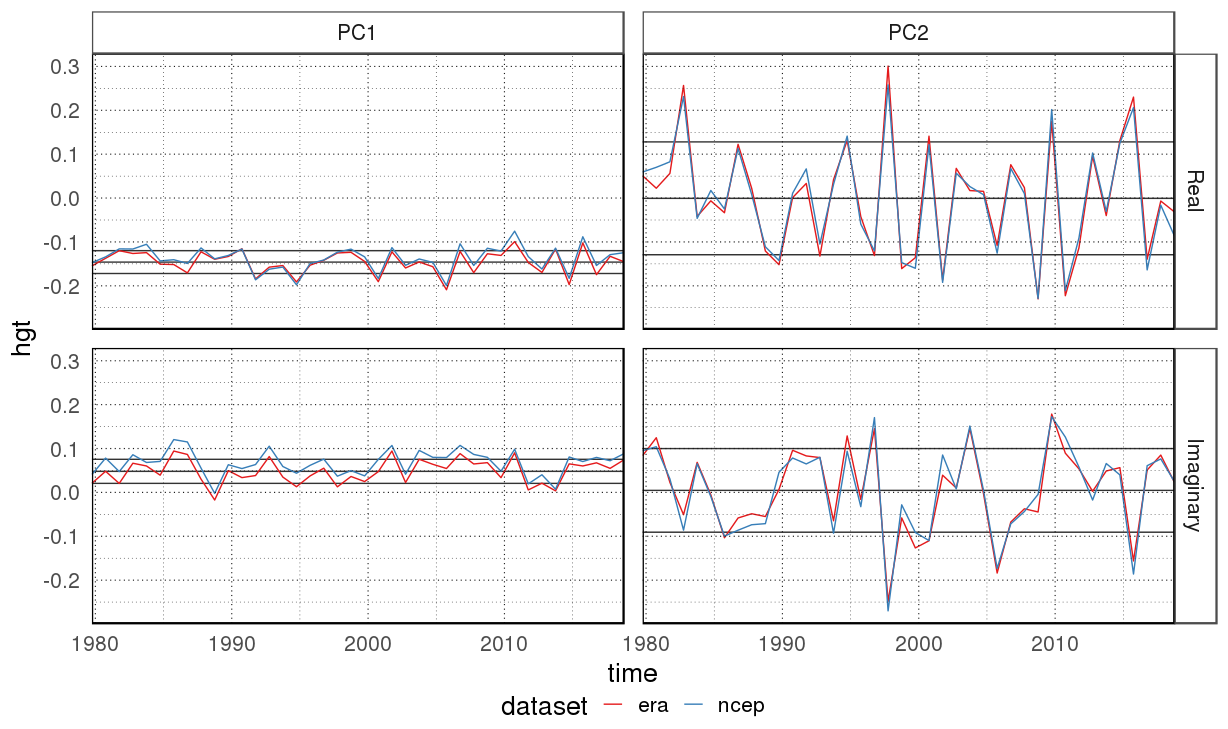 PC1 PC2
0.3
0.2
0.1
0.0
-0.1
-0.2
Real
hgt
0.3
0.2
0.1
0.0
-0.1
-0.2
Imaginary
1980 1990 2000 2010 1980 1990 2000 2010
time
dataset era ncep